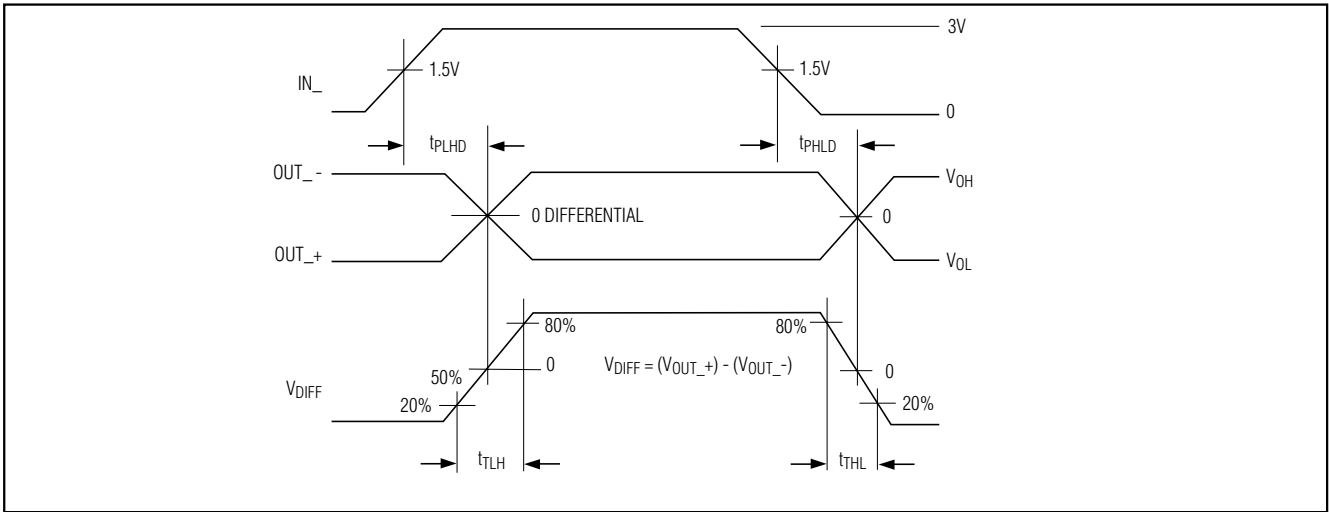 3V
1.5V
1.5V
IN_
0
tPLHD
tPHLD
OUT_ -
VOH
0 DIFFERENTIAL
0
OUT_+
VOL
80%
80%
50%
0
VDIFF = (VOUT_+) - (VOUT_-)
0
VDIFF
20%
20%
tTLH
tTHL